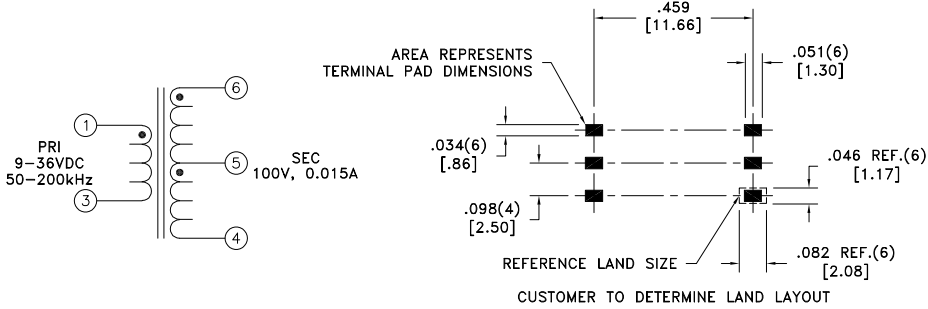 1
3
PRI
9–36VDC
50–200kHz
6
5
4
SEC
100V, 0.015A
.459
[11.66]
AREA REPRESENTS
TERMINAL PAD DIMENSIONS
.051(6)
[1.30]
.034(6)
[.86]
.046 REF.(6)
[1.17]
.098(4)
[2.50]
REFERENCE LAND SIZE
.082 REF.(6)
[2.08]
CUSTOMER TO DETERMINE LAND LAYOUT